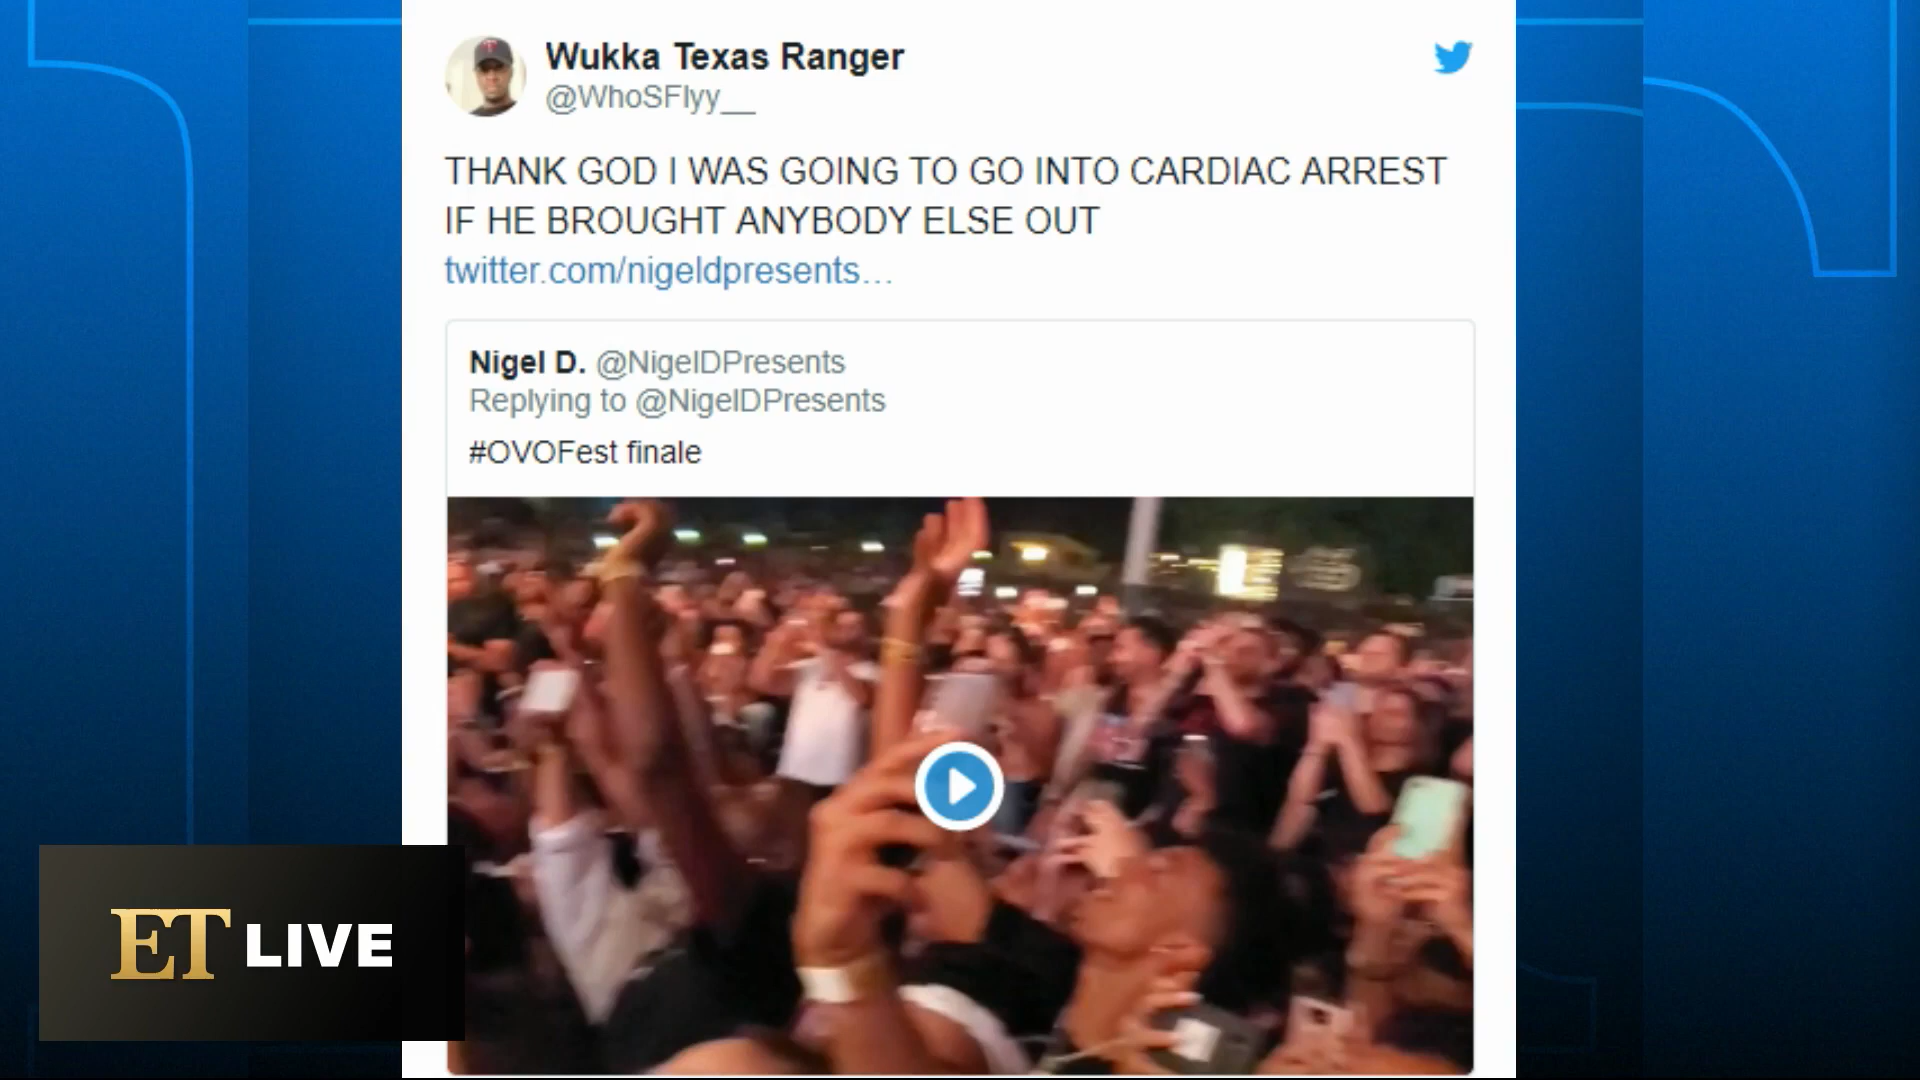 Wukka Texas Ranger
@WhoSFlyy__
THANK GOD I WAS GOING TO GO INTO CARDIAC ARREST
IF HE BROUGHT ANYBODY ELSE OUT
twitter.com/nigeldpresents...
Nigel D. @NigelDPresents
Replying to @NigelDPresents
#OVOFest finale
ET LIVE